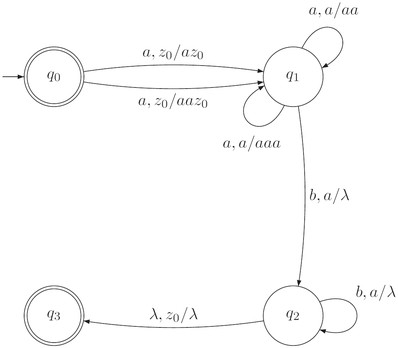 a, a/aa
a, z₀/az₀
q₀
q₁
a, z₀/aaz₀
a, a/aaa
b, a/λ
b, a/λ
λ, z₀/λ
q₃
q₂